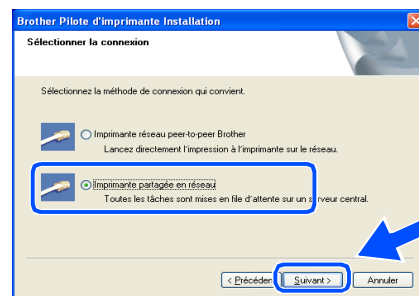 Brother Pilote d'imprimante Installation
Sélectionner la connexion
Sélectionnez la méthode de connexion qui convient.
Imprimante réseau peer-to-peer Brother
Lancez directement l'impression à l'imprimante sur le réseau.
Imprimante partagée en réseau
Toutes les tâches sont mises en file d'attente sur un serveur central.
< Précéden Suivant > Annuler